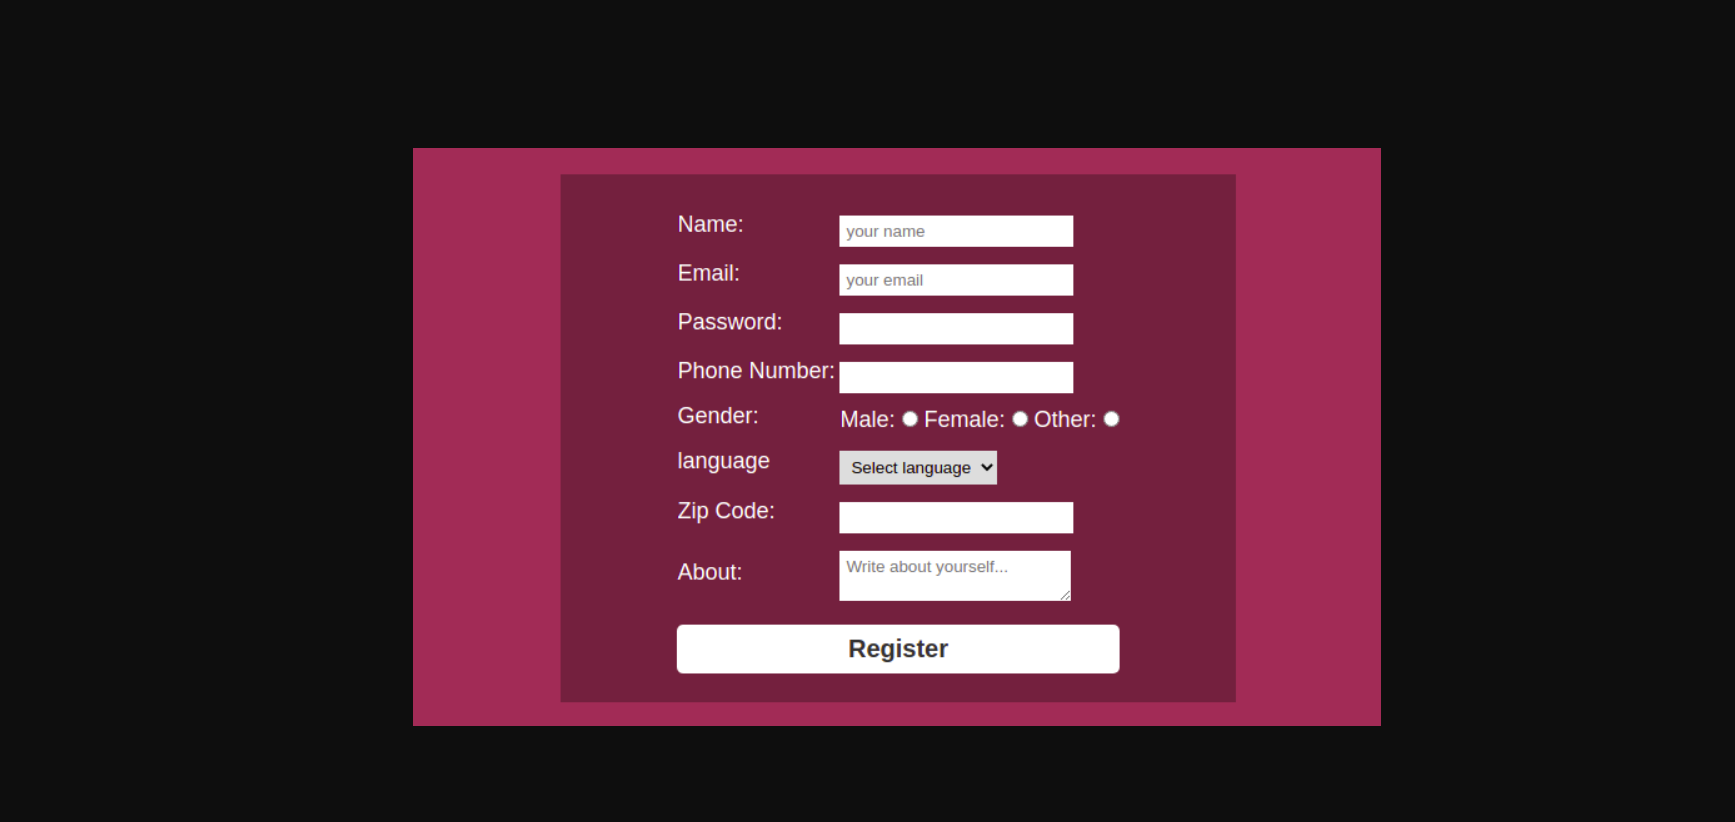 Name: your name
Email: your email
Password:
Phone Number:
Gender: Male: Female: Other:
language Select language
Zip Code:
About: Write about yourself...
Register